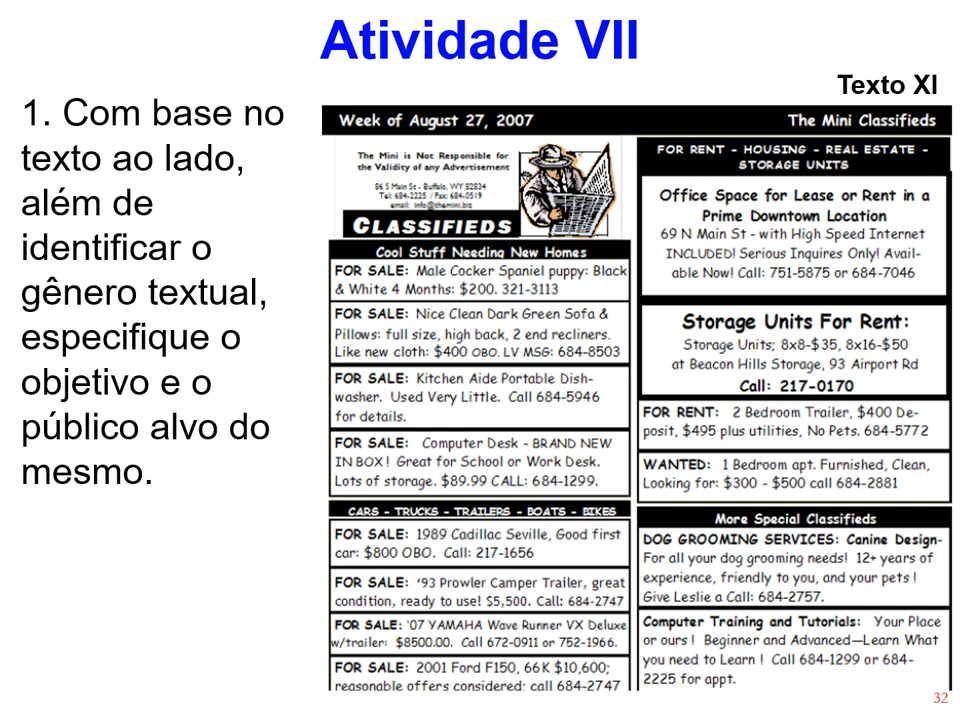 Atividade VII
Texto XI
1. Com base no
texto ao lado,
além de
identificar o
gênero textual,
especifique o
objetivo e o
público alvo do
mesmo.
Week of August 27, 2007
The Mini Classifieds
The Mini is Not Responsible for
the Validity of any Advertisement
86 S Main St - Buffalo, WY 82834
Tel: 684-2225 / Fax: 684-0519
email: info@themini.biz
CLASSIFIEDS
Cool Stuff Needing New Homes
FOR SALE: Male Cocker Spaniel puppy: Black
& White 4 Months: $200. 321-3113
FOR SALE: Nice Clean Dark Green Sofa &
Pillows: full size, high back, 2 end recliners.
Like new cloth: $400 OBO. LV MSG: 684-8503
FOR SALE: Kitchen Aide Portable Dish-
washer. Used Very Little. Call 684-5946
for details.
FOR SALE: Computer Desk - BRAND NEW
IN BOX! Great for School or Work Desk.
Lots of storage. $89.99 CALL: 684-1299.
CARS - TRUCKS - TRAILERS - BOATS - BIKES
FOR SALE: 1989 Cadillac Seville, Good first
car: $800 OBO. Call: 217-1656
FOR SALE: '93 Prowler Camper Trailer, great
condition, ready to use! $5,500. Call: 684-2747
FOR SALE: '07 YAMAHA Wave Runner VX Deluxe
w/trailer: $8500.00. Call 672-0911 or 752-1966.
FOR SALE: 2001 Ford F150, 66K $10,600;
reasonable offers considered; call 684-2747
FOR RENT - HOUSING - REAL ESTATE -
STORAGE UNITS
Office Space for Lease or Rent in a
Prime Downtown Location
69 N Main St - with High Speed Internet
INCLUDED! Serious Inquires Only! Avail-
able Now! Call: 751-5875 or 684-7046
Storage Units For Rent:
Storage Units; 8x8-$35, 8x16-$50
at Beacon Hills Storage, 93 Airport Rd
Call: 217-0170
FOR RENT: 2 Bedroom Trailer, $400 De-
posit, $495 plus utilities, No Pets. 684-5772
WANTED: 1 Bedroom apt. Furnished, Clean,
Looking for: $300 - $500 call 684-2881
More Special Classifieds
DOG GROOMING SERVICES: Canine Design-
For all your dog grooming needs! 12+ years of
experience, friendly to you, and your pets !
Give Leslie a Call: 684-2757.
Computer Training and Tutorials: Your Place
or ours ! Beginner and Advanced—Learn What
you need to Learn ! Call 684-1299 or 684-
2225 for appt.
32